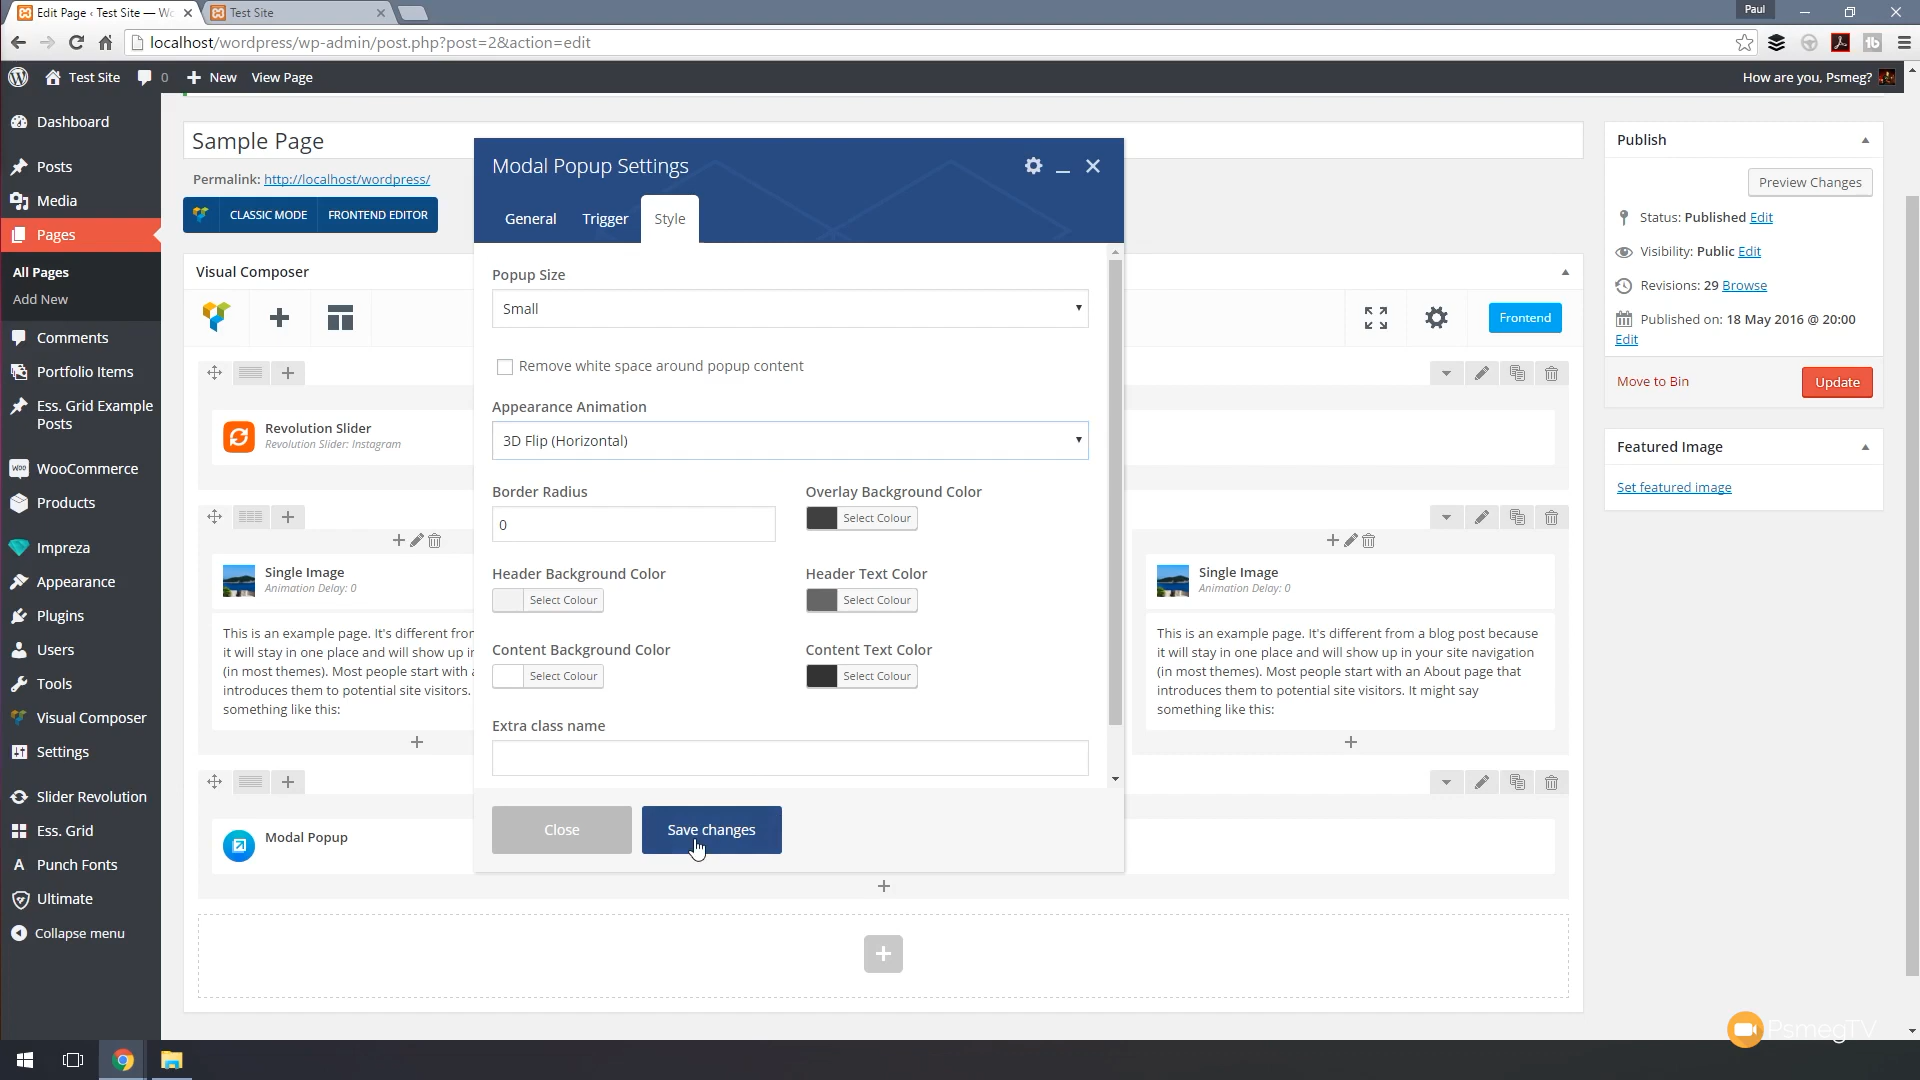 Edit Page ‹ Test Site — Wo
Test Site
Paul
localhost/wordpress/wp-admin/post.php?post=2&action=edit
Test Site
0
New
View Page
How are you, Psmeg?
Dashboard
Posts
Media
Pages
All Pages
Add New
Comments
Portfolio Items
Ess. Grid Example
Posts
WooCommerce
Products
Impreza
Appearance
Plugins
Users
Tools
Visual Composer
Settings
Slider Revolution
Ess. Grid
Punch Fonts
Ultimate
Collapse menu
Sample Page
Permalink: http://localhost/wordpress/
CLASSIC MODE
FRONTEND EDITOR
Visual Composer
Frontend
Revolution Slider
Revolution Slider: Instagram
Single Image
Animation Delay: 0
This is an example page. It's different from
it will stay in one place and will show up in
(in most themes). Most people start with a
introduces them to potential site visitors.
something like this:
Modal Popup
Modal Popup Settings
General
Trigger
Style
Popup Size
Small
Remove white space around popup content
Appearance Animation
3D Flip (Horizontal)
Border Radius
0
Overlay Background Color
Select Colour
Header Background Color
Select Colour
Header Text Color
Select Colour
Content Background Color
Select Colour
Content Text Color
Select Colour
Extra class name
Close
Save changes
Single Image
Animation Delay: 0
This is an example page. It's different from a blog post because
it will stay in one place and will show up in your site navigation
(in most themes). Most people start with an About page that
introduces them to potential site visitors. It might say
something like this:
Publish
Preview Changes
Status: Published Edit
Visibility: Public Edit
Revisions: 29 Browse
Published on: 18 May 2016 @ 20:00
Edit
Move to Bin
Update
Featured Image
Set featured image
PsmegTV